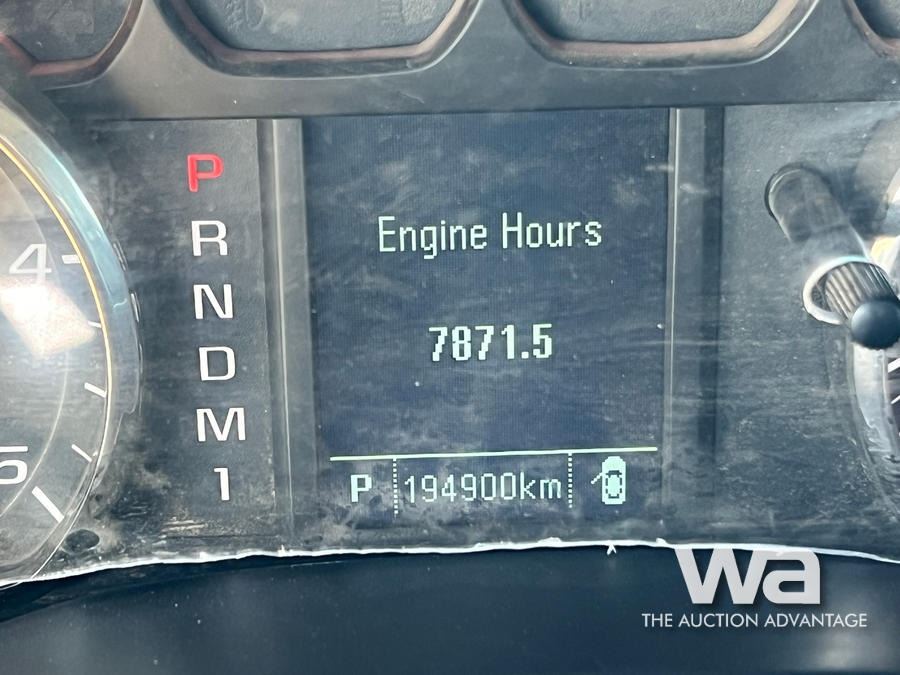 P
R
N
D
M
1
4
5
Engine Hours
7871.5
P 194900km
wa
THE AUCTION ADVANTAGE